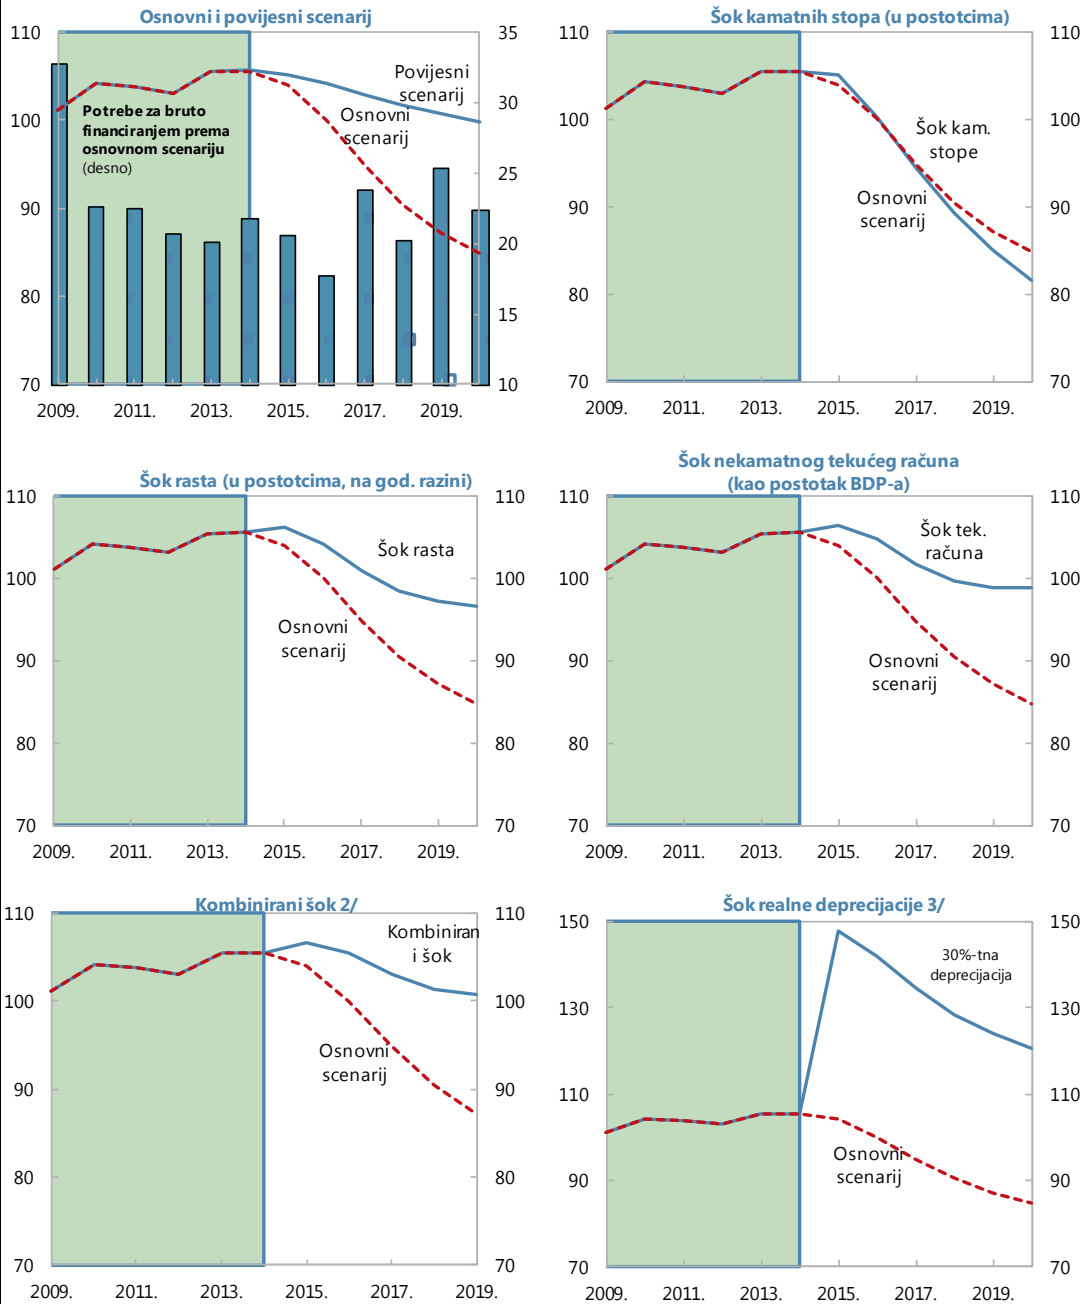 Osnovni i povijesni scenarij
110
100
90
80
70
35
30
25
20
15
10
Povijesni
scenarij
Osnovni
scenarij
Potrebe za bruto
financiranjem prema
osnovnom scenariju
(desno)
2009. 2011. 2013. 2015. 2017. 2019.
Šok kamatnih stopa (u postotcima)
110
100
90
80
70
110
100
90
80
70
Šok kam.
stope
Osnovni
scenarij
2009. 2011. 2013. 2015. 2017. 2019.
Šok rasta (u postotcima, na god. razini)
110
100
90
80
70
110
100
90
80
70
Šok rasta
Osnovni
scenarij
2009. 2011. 2013. 2015. 2017. 2019.
Šok nekamatnog tekućeg računa
(kao postotak BDP-a)
110
100
90
80
70
110
100
90
80
70
Šok tek.
računa
Osnovni
scenarij
2009. 2011. 2013. 2015. 2017. 2019.
Kombinirani šok 2/
110
100
90
80
70
110
100
90
80
70
Kombiniran
i šok
Osnovni
scenarij
2009. 2011. 2013. 2015. 2017. 2019.
Šok realne deprecijacije 3/
150
130
110
90
70
150
130
110
90
70
30%-tna
deprecijacija
Osnovni
scenarij
2009. 2011. 2013. 2015. 2017. 2019.